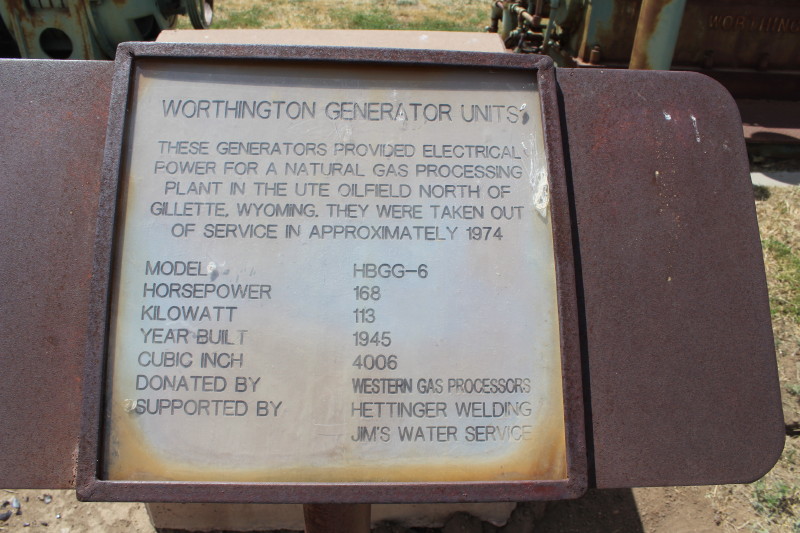 WORTHINGTON GENERATOR UNITS
THESE GENERATORS PROVIDED ELECTRICAL
POWER FOR A NATURAL GAS PROCESSING
PLANT IN THE UTE OILFIELD NORTH OF
GILLETTE, WYOMING. THEY WERE TAKEN OUT
OF SERVICE IN APPROXIMATELY 1974
MODEL HBGG-6
HORSEPOWER 168
KILOWATT 113
YEAR BUILT 1945
CUBIC INCH 4006
DONATED BY WESTERN GAS PROCESSORS
SUPPORTED BY HETTINGER WELDING
JIM'S WATER SERVICE